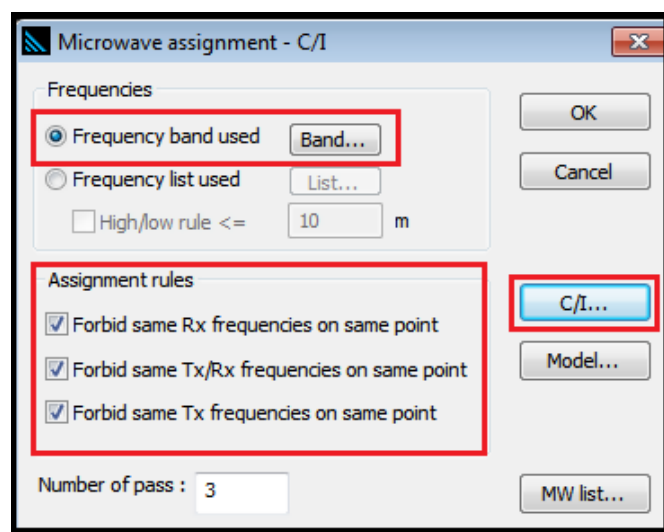 Microwave assignment - C/I
Frequencies
Frequency band used
Band...
OK
Frequency list used
List...
Cancel
High/low rule <=
10
m
Assignment rules
C/I...
Forbid same Rx frequencies on same point
Forbid same Tx/Rx frequencies on same point
Model...
Forbid same Tx frequencies on same point
Number of pass :
3
MW list...